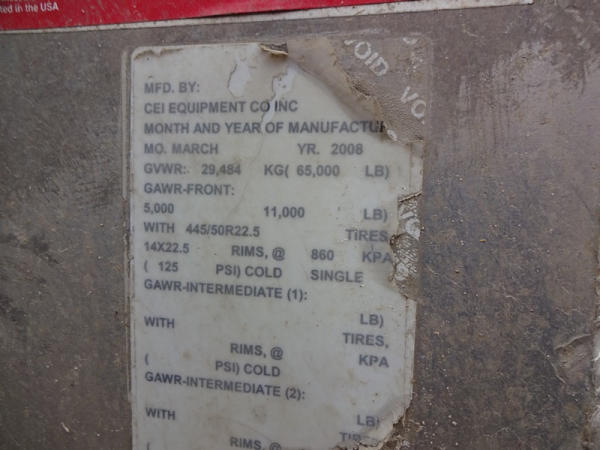 ted in the USA
VOID VO
MFD. BY:
CEI EQUIPMENT CO INC
MONTH AND YEAR OF MANUFACTU
MO. MARCH YR. 2008
GVWR: 29,484 KG( 65,000 LB)
GAWR-FRONT:
5,000 11,000 LB)
WITH 445/50R22.5 TIRES
14X22.5 RIMS, @ 860 KPA
( 125 PSI) COLD SINGLE
GAWR-INTERMEDIATE (1):
LB)
WITH TIRES,
RIMS, @ KPA
( PSI) COLD
GAWR-INTERMEDIATE (2):
WITH LB)
TIRES
( RIMS, @